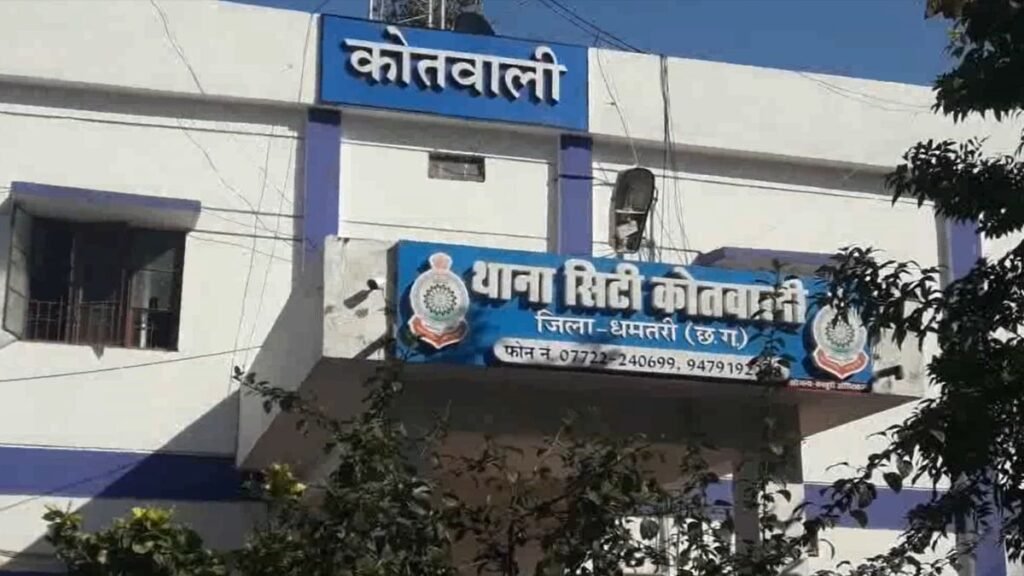 कोतवाली
थाना सिटी कोतवाली
जिला-धमतरी (छ.ग)
फोन नं. 07722-240699,